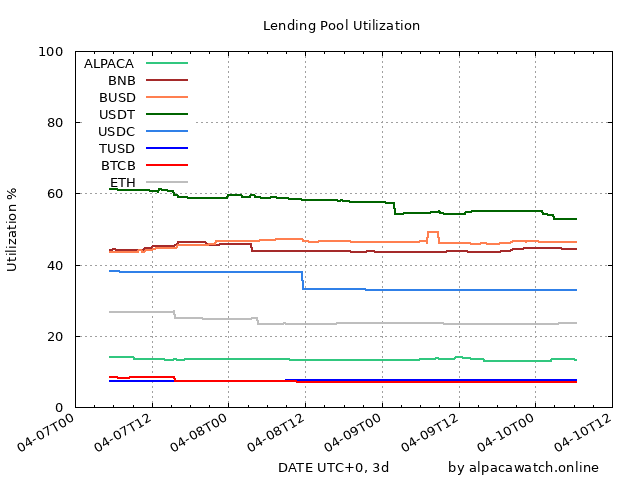 Lending Pool Utilization
Utilization %
100
80
60
40
20
0
ALPACA
BNB
BUSD
USDT
USDC
TUSD
BTCB
ETH
04-07T00
04-07T12
04-08T00
04-08T12
04-09T00
04-09T12
04-10T00
04-10T12
DATE UTC+0, 3d
by alpacawatch.online